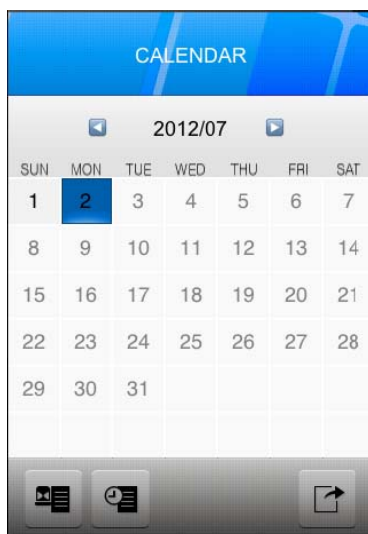 CALENDAR
2012/07
SUN MON TUE WED THU FRI SAT
1 2 3 4 5 6 7
8 9 10 11 12 13 14
15 16 17 18 19 20 21
22 23 24 25 26 27 28
29 30 31